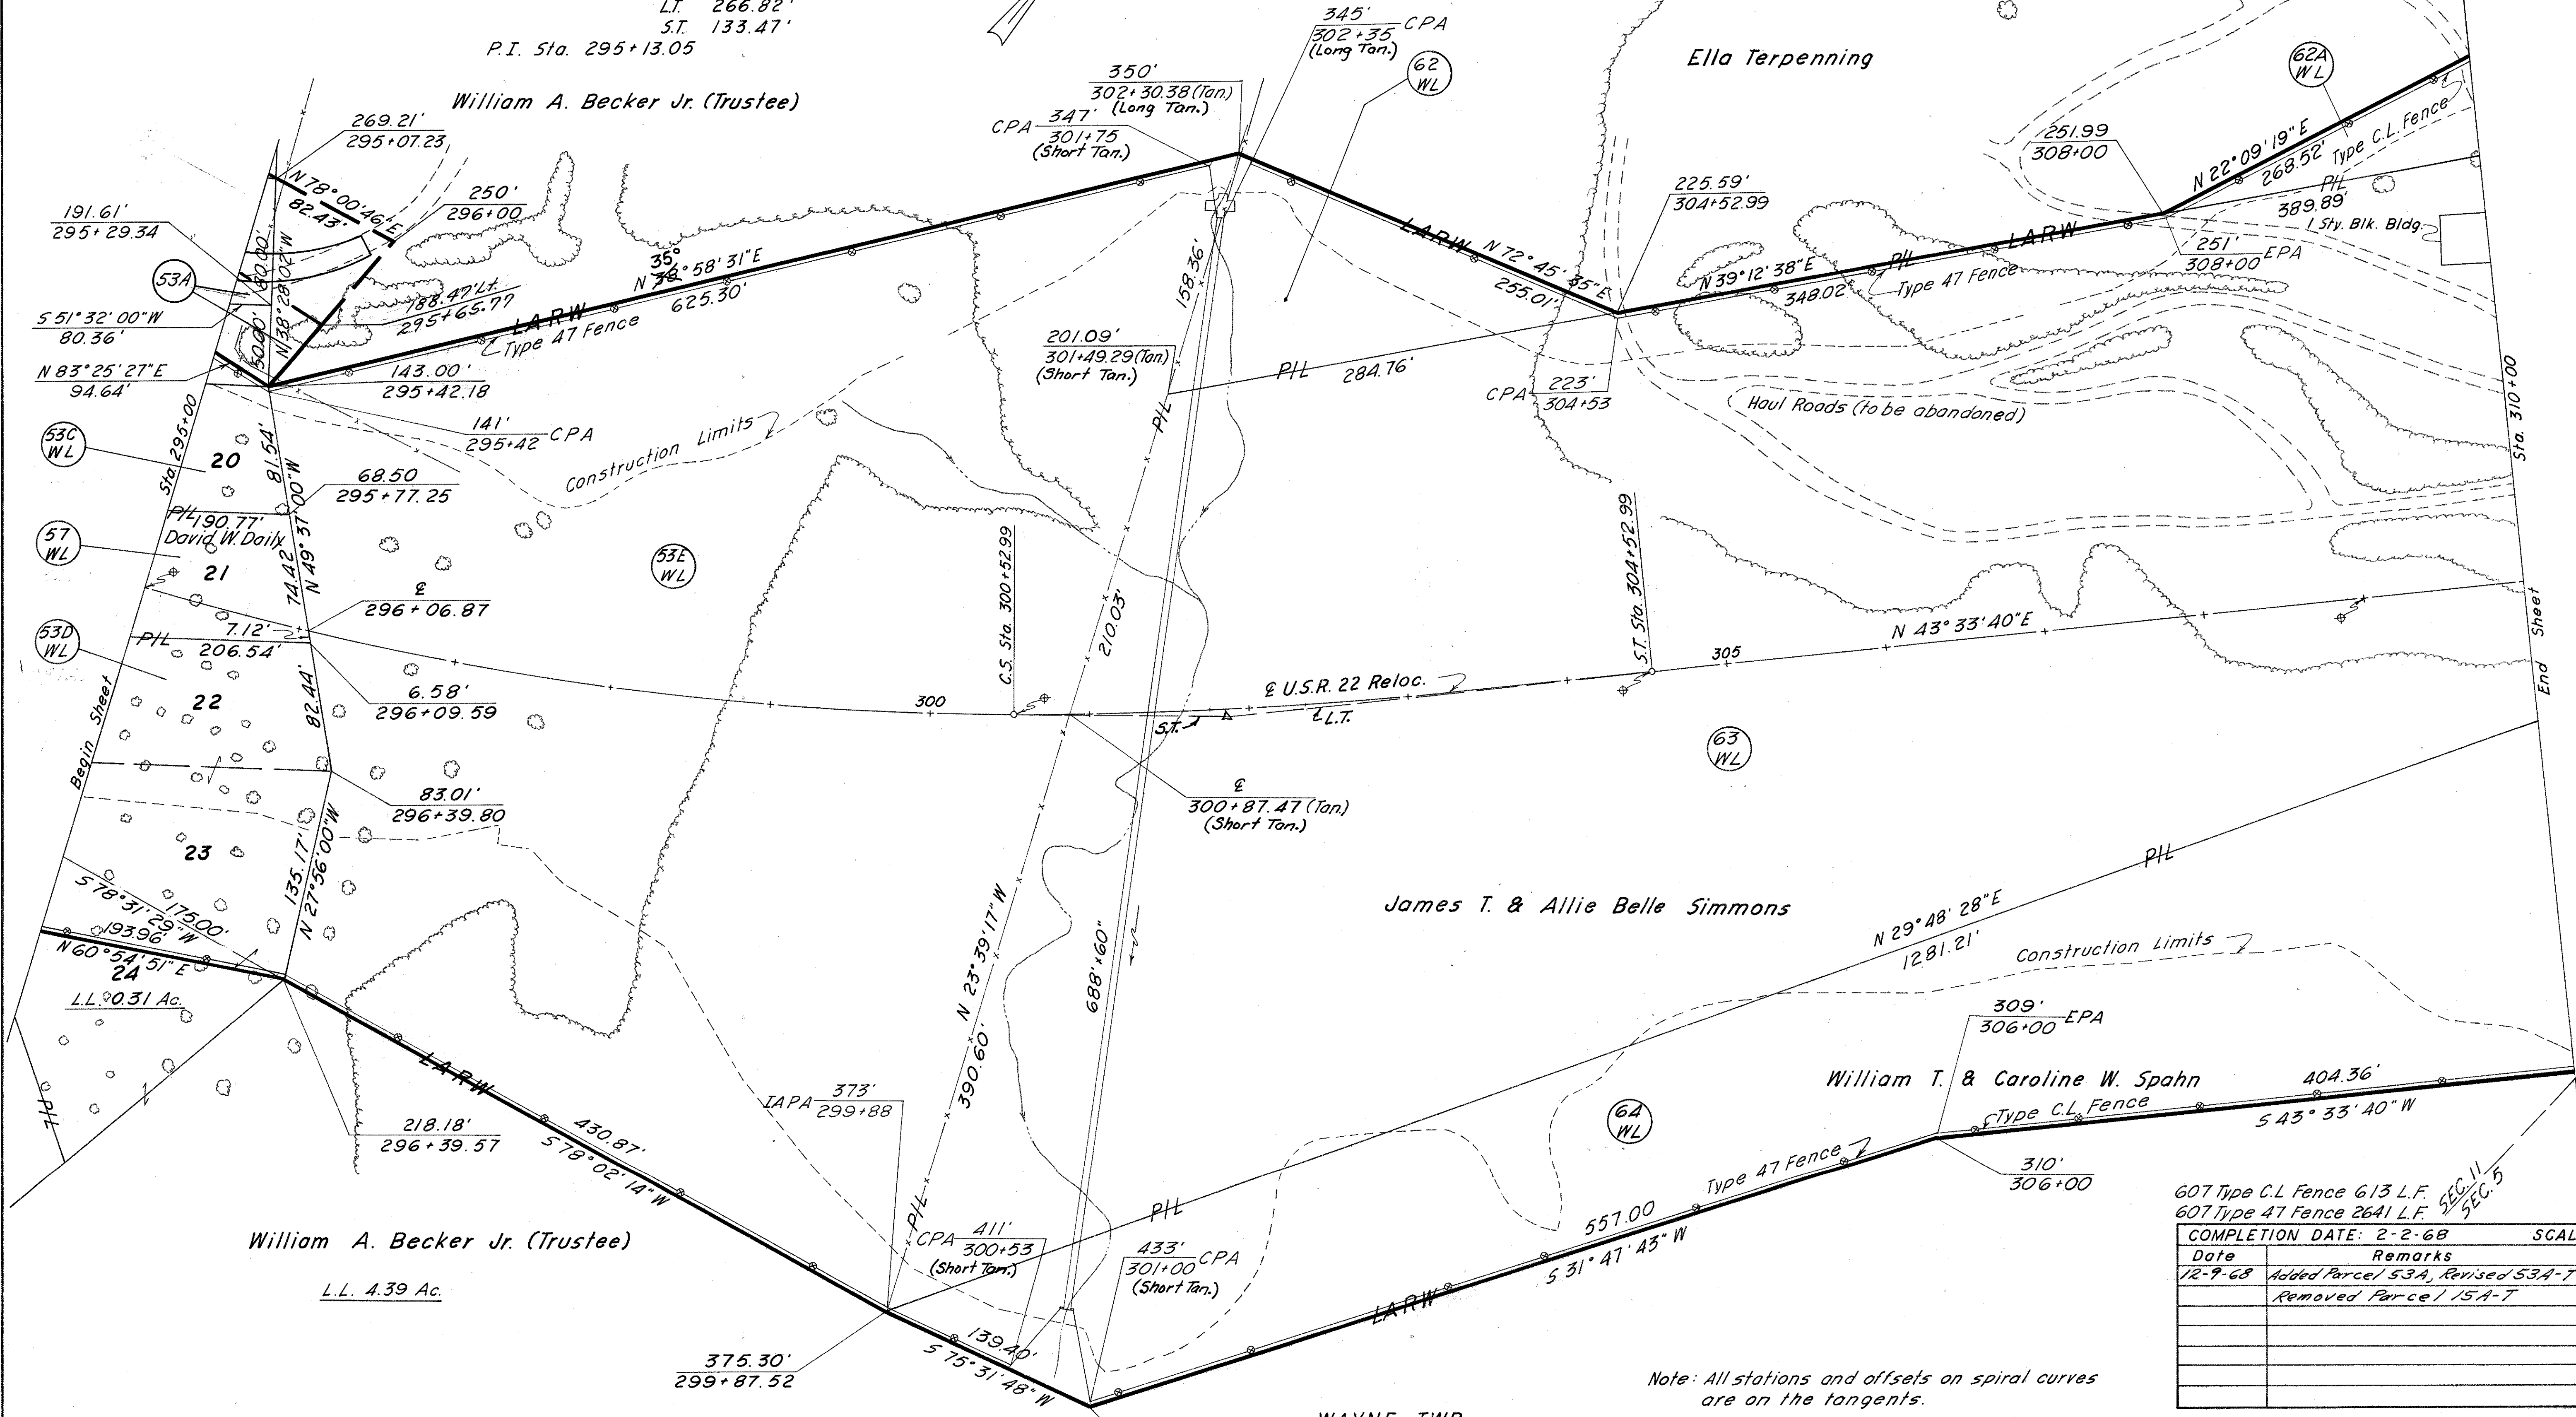 L.T. 266.82'
S.T. 133.47'
P.I. Sta. 295+13.05
William A. Becker Jr. (Trustee)
269.21'
295+07.23
N 78°00'46" E
82.43'
250'
296+00
191.61'
295+29.34
53A
80.00'
50.00'
N 38°28'02" W
188.47' Lt.
295+65.77
S 51°32'00" W
80.36'
N 83°25'27" E
94.64'
143.00'
295+42.18
141'
295+42
CPA
LARW
Type 47 Fence
35°
N 38°58'31" E
625.30'
CPA
347'
301+75
(Short Tan.)
350'
302+30.38 (Tan)
(Long Tan.)
345'
302+35
CPA
(Long Tan.)
62
WL
Ella Terpenning
62A
WL
251.99
308+00
N 22°09'19" E
268.52'
Type C.L. Fence
P/L
389.89'
1 Sty. Blk. Bldg.
251'
308+00
EPA
225.59'
304+52.99
LARW
N 72°45'35" E
255.01'
N 39°12'38" E
348.02'
P/L
LARW
Type 47 Fence
158.36'
201.09'
301+49.29 (Tan)
(Short Tan.)
P/L
284.76'
CPA
223'
304+53
Haul Roads (to be abandoned)
Sta. 310+00
End Sheet
53C
WL
Sta. 295+00
20
81.54'
N 49°37'00" W
68.50
295+77.25
Construction Limits
P/L
57
WL
P/L 190.77'
David W. Daily
21
74.42
℄
296+06.87
53E
WL
C.S. Sta. 300+52.99
210.03'
S.T. Sta. 304+52.99
N 43°33'40" E
53D
WL
7.12'
P/L
206.54'
6.58'
296+09.59
22
82.44'
300
S.T.
℄ U.S.R. 22 Reloc.
L.T.
305
63
WL
Begin Sheet
83.01'
296+39.80
℄
300+87.47 (Tan)
(Short Tan.)
23
135.17'
N 27°56'00" W
175.00'
S 78°31'29" W
193.96'
N 60°54'51" E
24
L.L. 0.31 Ac.
P/L
James T. & Allie Belle Simmons
P/L
N 29°48'28" E
1281.21'
Construction Limits
N 23°39'17" W
390.60'
688'x60"
LARW
218.18'
296+39.57
430.87'
S 78°02'14" W
IAPA
373'
299+88
309'
306+00
EPA
William T. & Caroline W. Spahn
404.36'
Type C.L. Fence
S 43°33'40" W
64
WL
William A. Becker Jr. (Trustee)
L.L. 4.39 Ac.
P/L
CPA
411'
300+53
(Short Tan.)
P/L
433'
301+00
CPA
(Short Tan.)
Type 47 Fence
557.00
S 31°47'43" W
LARW
310'
306+00
375.30'
299+87.52
139.40'
S 75°31'48" W
607 Type C.L Fence 613 L.F.
607 Type 47 Fence 2641 L.F.
SEC. 11
SEC. 5
COMPLETION DATE: 2-2-68
Date Remarks
12-9-68 Added Parcel 53A, Revised 53A-T
Removed Parcel 15A-T
Note: All stations and offsets on spiral curves
are on the tangents.